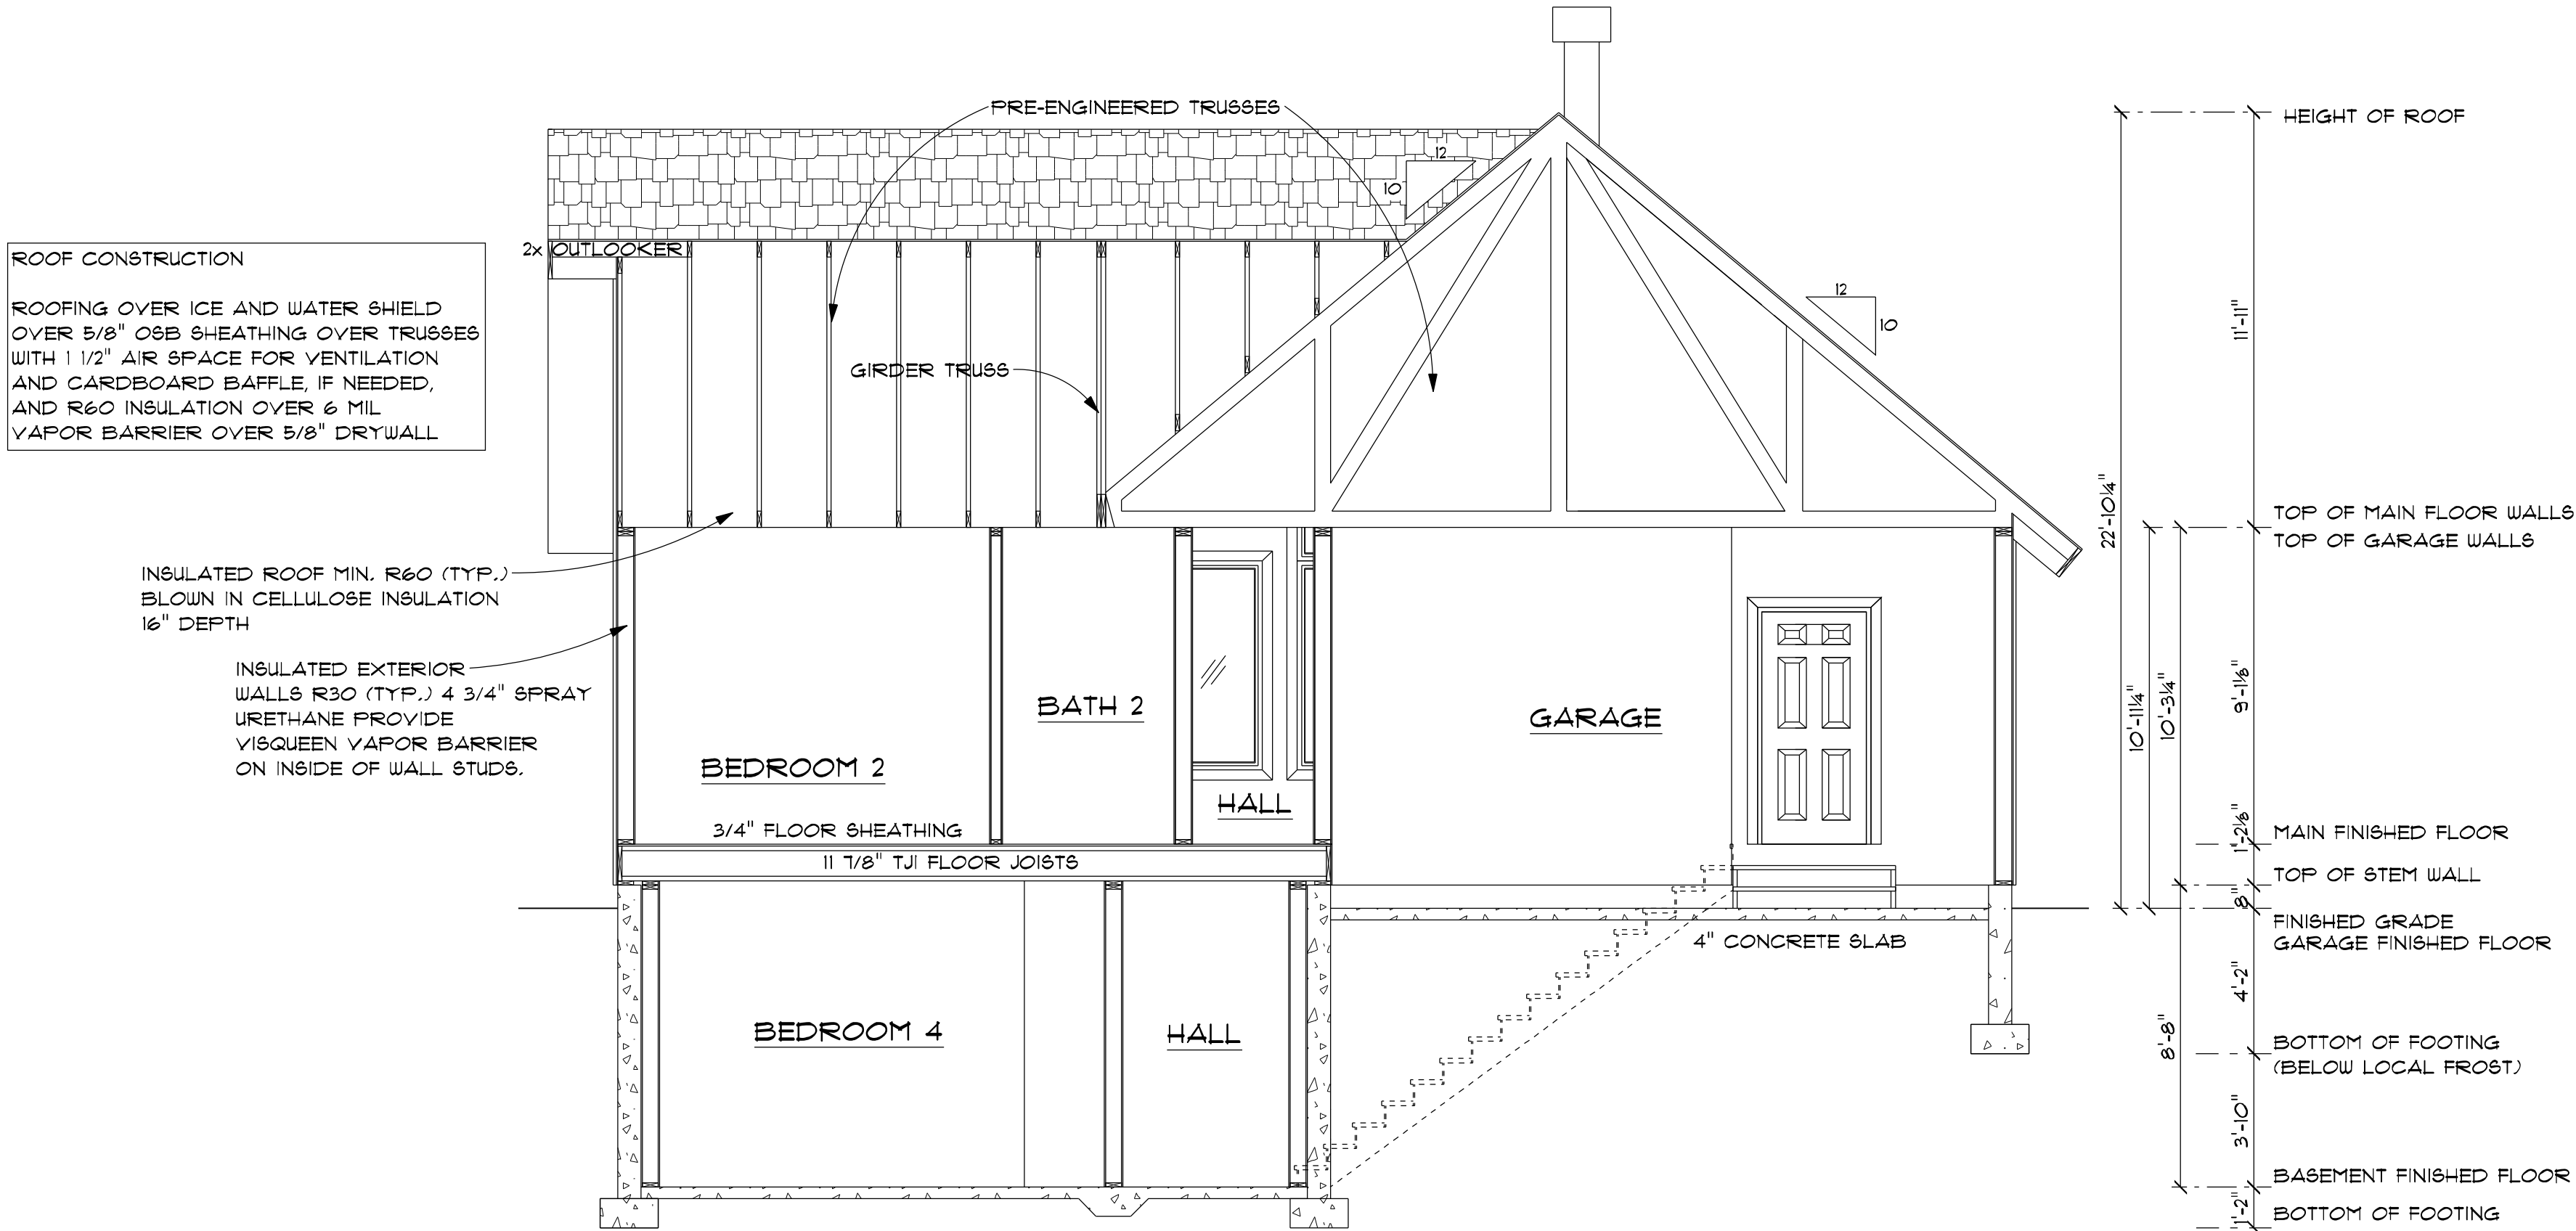 PRE-ENGINEERED TRUSSES
12
10
2x OUTLOOKER
ROOF CONSTRUCTION
ROOFING OVER ICE AND WATER SHIELD
OVER 5/8" OSB SHEATHING OVER TRUSSES
WITH 1 1/2" AIR SPACE FOR VENTILATION
AND CARDBOARD BAFFLE, IF NEEDED,
AND R60 INSULATION OVER 6 MIL
VAPOR BARRIER OVER 5/8" DRYWALL
GIRDER TRUSS
12
10
INSULATED ROOF MIN. R60 (TYP.)
BLOWN IN CELLULOSE INSULATION
16" DEPTH
INSULATED EXTERIOR
WALLS R30 (TYP.) 4 3/4" SPRAY
URETHANE PROVIDE
VISQUEEN VAPOR BARRIER
ON INSIDE OF WALL STUDS.
BEDROOM 2
BATH 2
HALL
GARAGE
3/4" FLOOR SHEATHING
11 7/8" TJI FLOOR JOISTS
4" CONCRETE SLAB
BEDROOM 4
HALL
22'-10¼"
10'-11¼"
10'-3¼"
8'-8"
11'-11"
9'-1⅛"
1'-2⅛"
8"
4'-2"
3'-10"
1'-2"
HEIGHT OF ROOF
TOP OF MAIN FLOOR WALLS
TOP OF GARAGE WALLS
MAIN FINISHED FLOOR
TOP OF STEM WALL
FINISHED GRADE
GARAGE FINISHED FLOOR
BOTTOM OF FOOTING
(BELOW LOCAL FROST)
BASEMENT FINISHED FLOOR
BOTTOM OF FOOTING